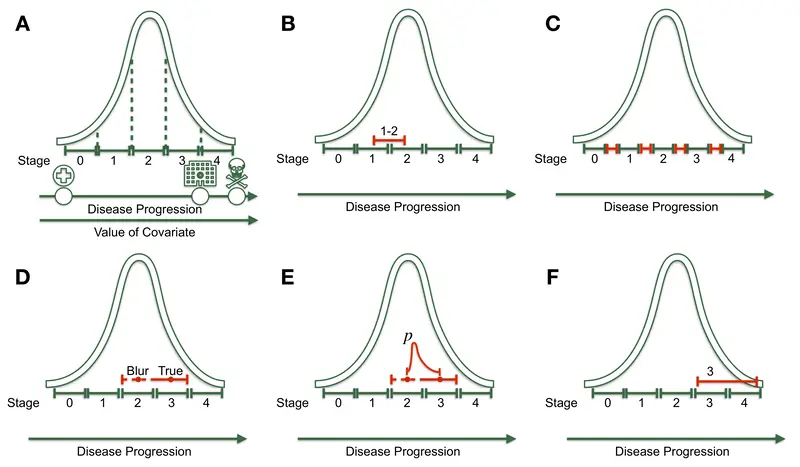 A
Stage 0 1 2 3 4
Disease Progression
Value of Covariate
B
1-2
Stage 0 1 2 3 4
Disease Progression
C
Stage 0 1 2 3 4
Disease Progression
D
Blur True
Stage 0 1 2 3 4
Disease Progression
E
p
Stage 0 1 2 3 4
Disease Progression
F
3
Stage 0 1 2 3 4
Disease Progression